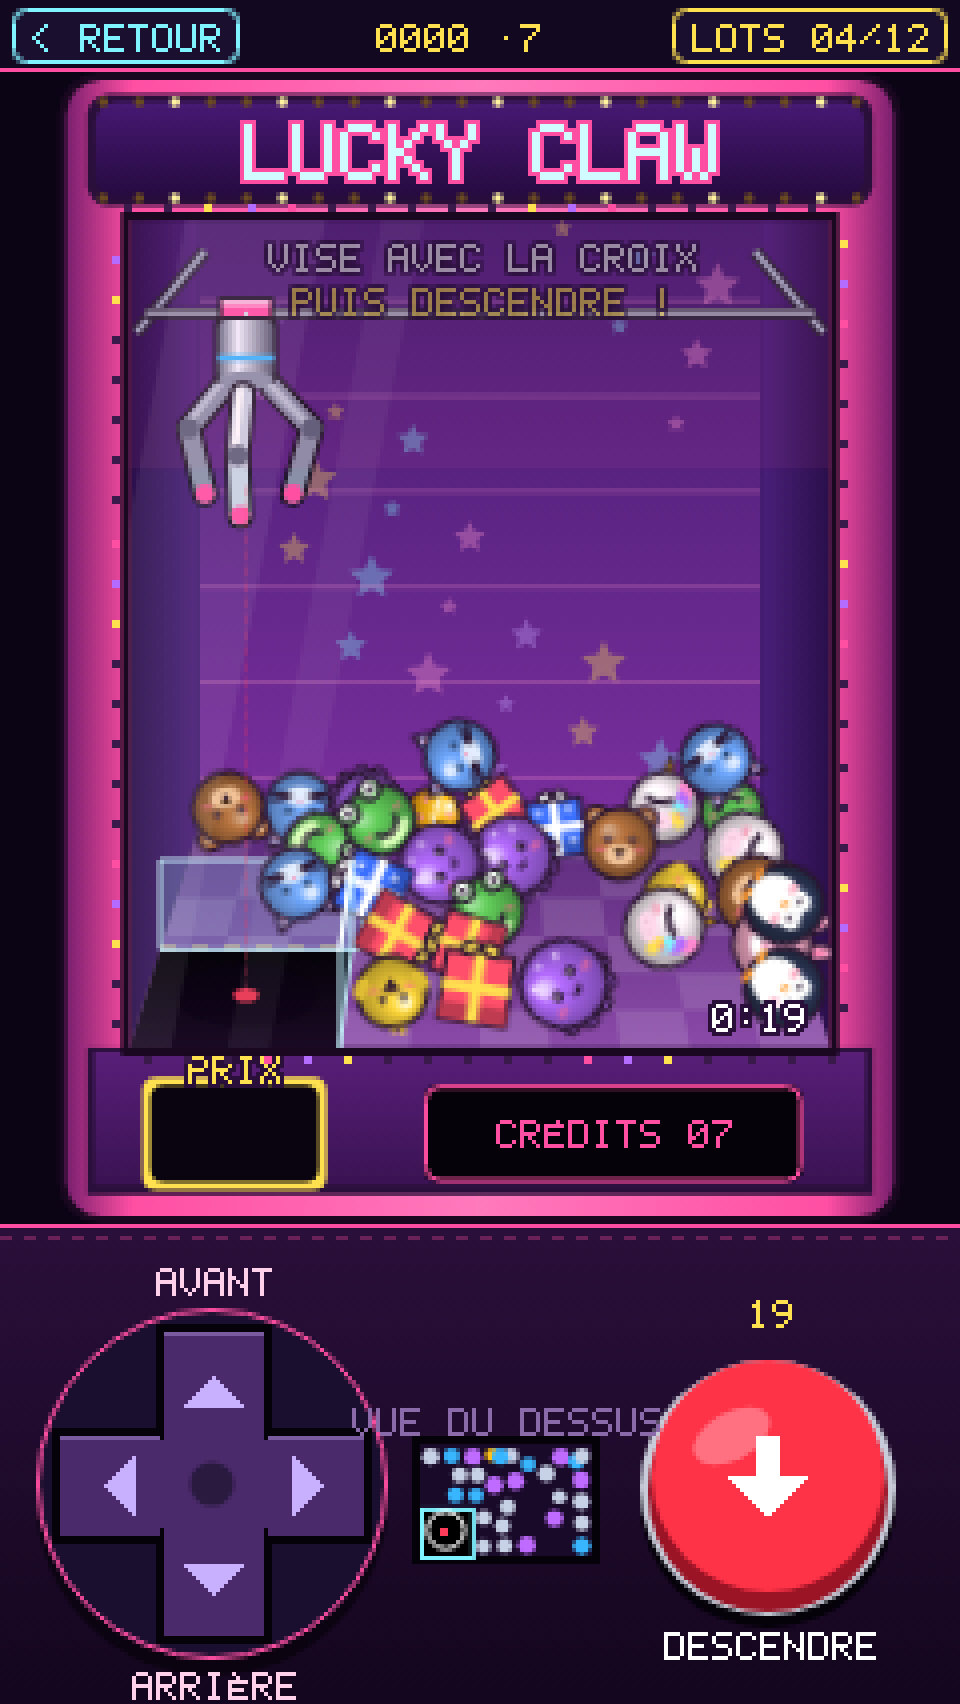 < RETOUR
0000 ·7
LOTS 04/12
LUCKY CLAW
VISE AVEC LA CROIX
PUIS DESCENDRE !
0:19
PRIX
CRÉDITS 07
AVANT
19
VUE DU DESSUS
DESCENDRE
ARRIÈRE